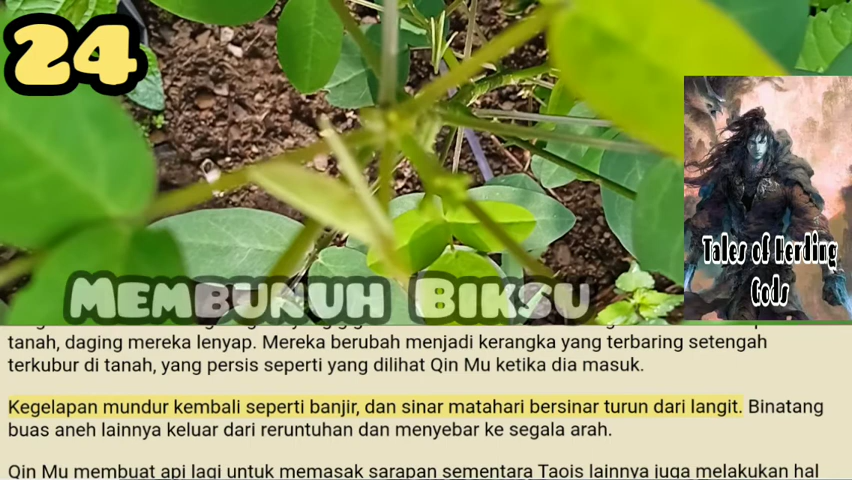 24
Tales of Herding
Gods
MEMBUNUH BIKSU
tanah, daging mereka lenyap. Mereka berubah menjadi kerangka yang terbaring setengah
terkubur di tanah, yang persis seperti yang dilihat Qin Mu ketika dia masuk.
Kegelapan mundur kembali seperti banjir, dan sinar matahari bersinar turun dari langit. Binatang
buas aneh lainnya keluar dari reruntuhan dan menyebar ke segala arah.
Qin Mu membuat api lagi untuk memasak sarapan sementara Taois lainnya juga melakukan hal